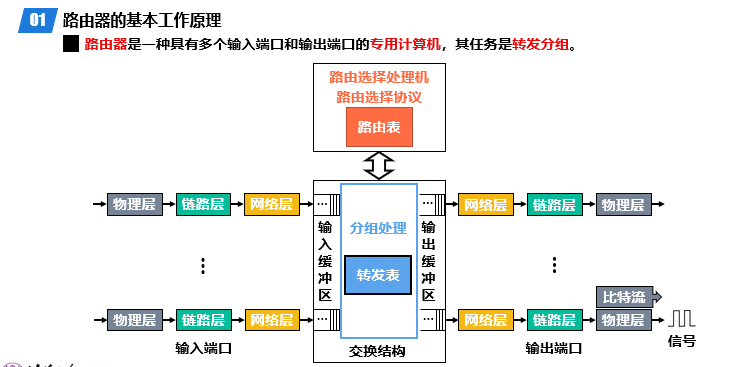 01 路由器的基本工作原理
路由器是一种具有多个输入端口和输出端口的专用计算机，其任务是转发分组。
路由选择处理机
路由选择协议
路由表
物理层 链路层 网络层 … 分组处理 … 网络层 链路层 物理层
输入缓冲区
输出缓冲区
转发表
比特流
物理层 链路层 网络层 … … 网络层 链路层 物理层
信号
输入端口 交换结构 输出端口